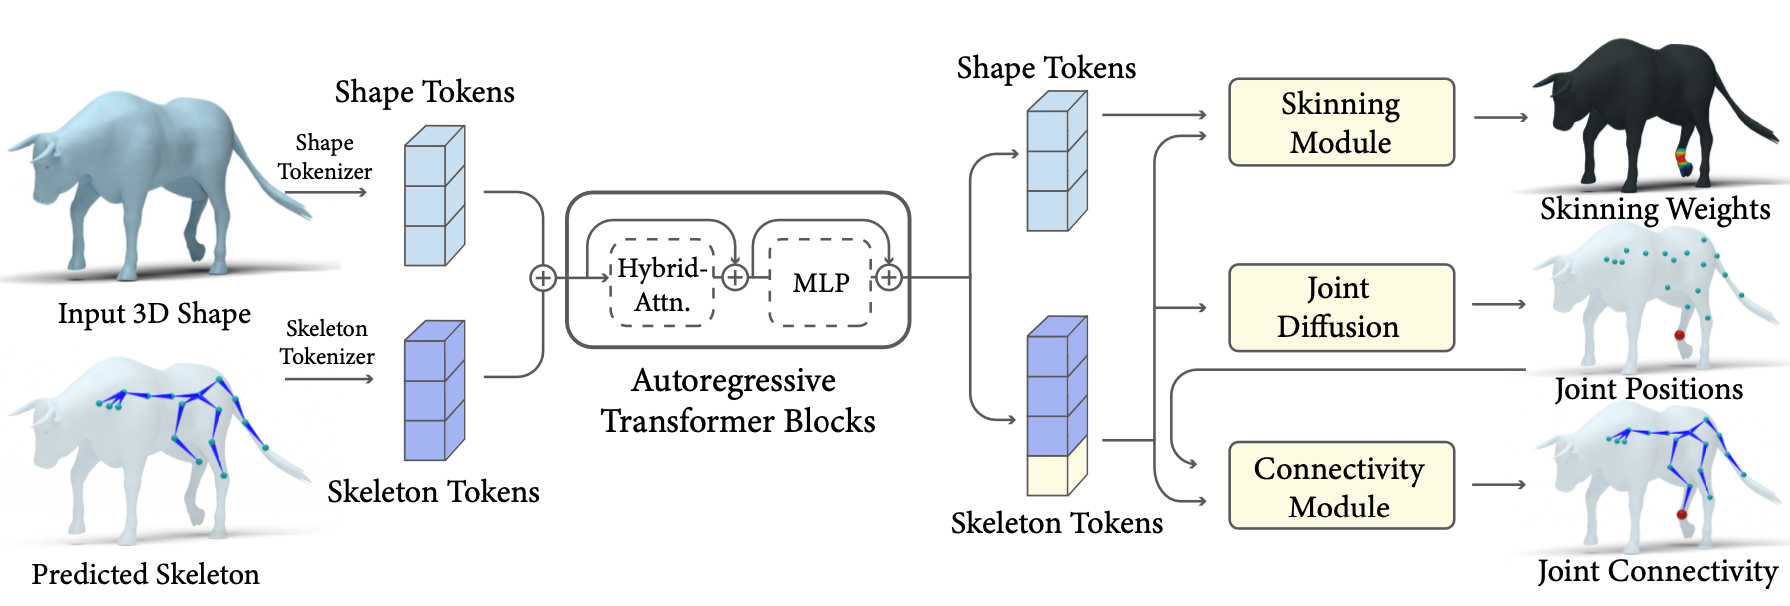 Shape Tokens
Shape
Tokenizer
Input 3D Shape
Skeleton
Tokenizer
Skeleton Tokens
Predicted Skeleton
Hybrid-
Attn.
MLP
Autoregressive
Transformer Blocks
Shape Tokens
Skeleton Tokens
Skinning
Module
Skinning Weights
Joint
Diffusion
Joint Positions
Connectivity
Module
Joint Connectivity